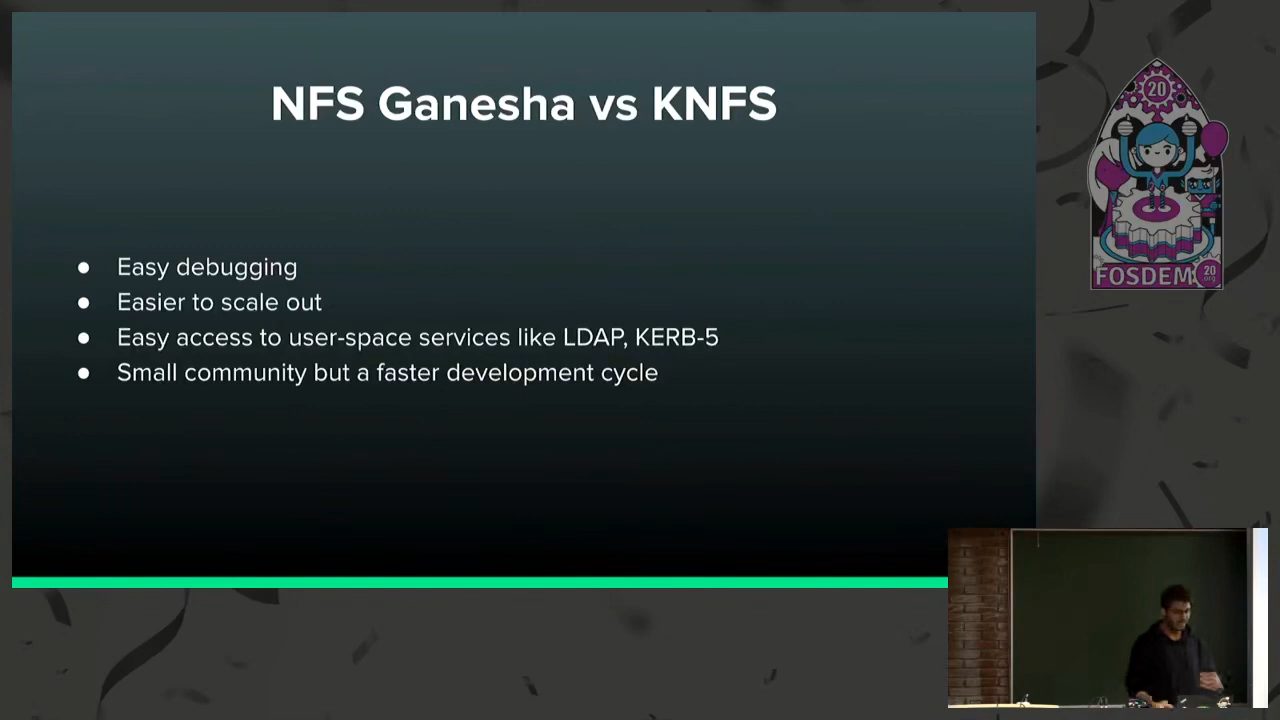 NFS Ganesha vs KNFS
● Easy debugging
● Easier to scale out
● Easy access to user-space services like LDAP, KERB-5
● Small community but a faster development cycle
20
FOSDEM
20
.org